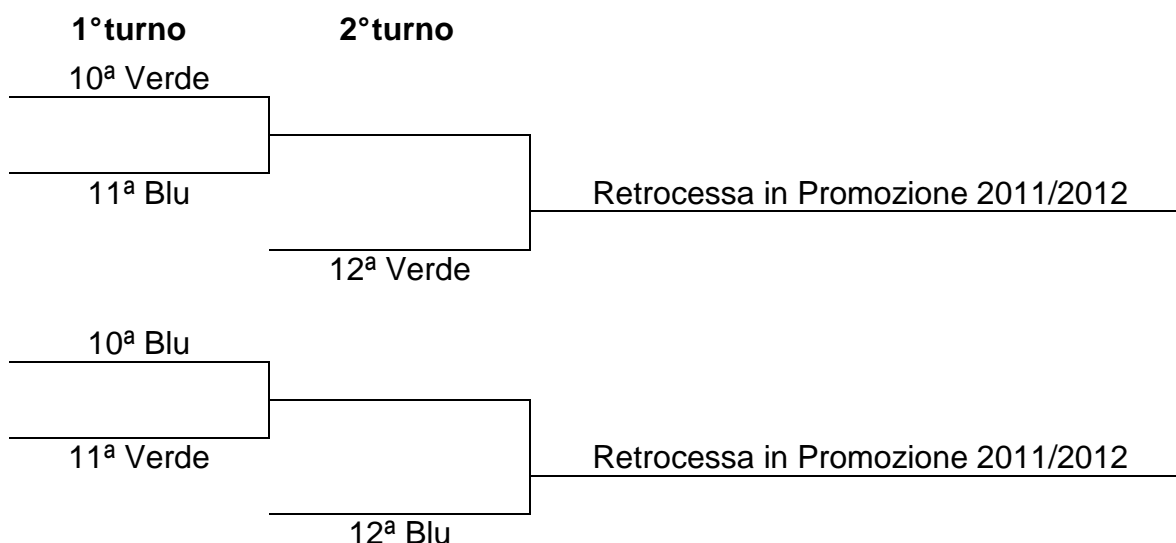 1° turno 2° turno
10ª Verde
11ª Blu
Retrocessa in Promozione 2011/2012
12ª Verde
10ª Blu
11ª Verde
Retrocessa in Promozione 2011/2012
12ª Blu